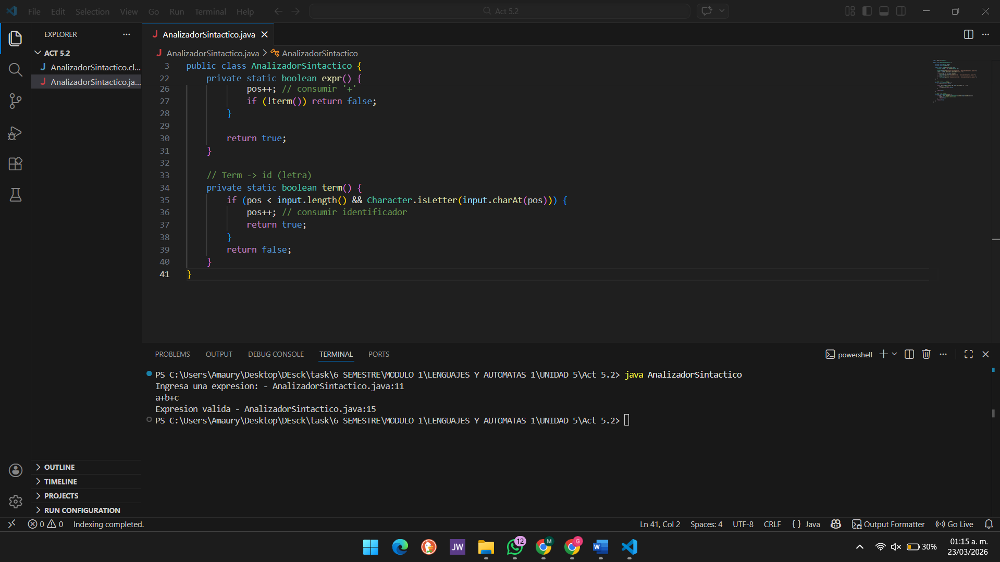 File Edit Selection View Go Run Terminal Help
Act 5.2
EXPLORER
ACT 5.2
AnalizadorSintactico.cl...
AnalizadorSintactico.ja...
OUTLINE
TIMELINE
PROJECTS
RUN CONFIGURATION
J AnalizadorSintactico.java
J AnalizadorSintactico.java > AnalizadorSintactico
3 public class AnalizadorSintactico {
22 private static boolean expr() {
26 pos++; // consumir '+'
27 if (!term()) return false;
28 }
29
30 return true;
31 }
32
33 // Term -> id (letra)
34 private static boolean term() {
35 if (pos < input.length() && Character.isLetter(input.charAt(pos))) {
36 pos++; // consumir identificador
37 return true;
38 }
39 return false;
40 }
41 }
PROBLEMS OUTPUT DEBUG CONSOLE TERMINAL PORTS
powershell
PS C:\Users\Amaury\Desktop\DEsck\task\6 SEMESTRE\MODULO 1\LENGUAJES Y AUTOMATAS 1\UNIDAD 5\Act 5.2> java AnalizadorSintactico
Ingresa una expresion: - AnalizadorSintactico.java:11
a+b+c
Expresion valida - AnalizadorSintactico.java:15
PS C:\Users\Amaury\Desktop\DEsck\task\6 SEMESTRE\MODULO 1\LENGUAJES Y AUTOMATAS 1\UNIDAD 5\Act 5.2>
0 0 Indexing completed.
Ln 41, Col 2 Spaces: 4 UTF-8 CRLF {} Java Output Formatter Go Live
JW
12
M
G
W
30%
01:15 a. m.
23/03/2026